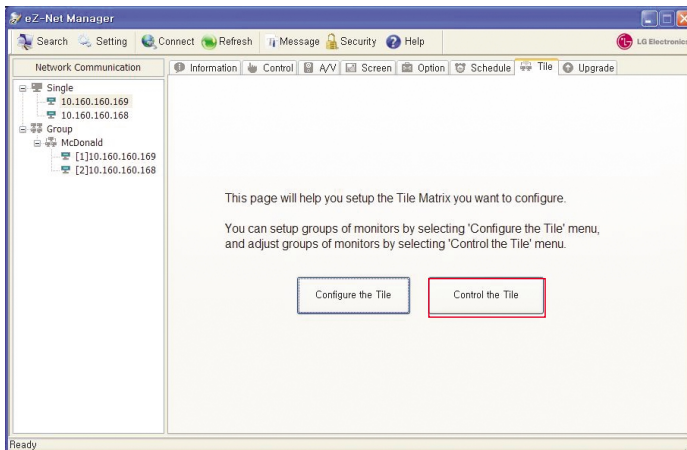 eZ-Net Manager
Search Setting Connect Refresh Message Security Help LG Electronics
Network Communication
Information Control A/V Screen Option Schedule Tile Upgrade
Single
10.160.160.169
10.160.160.168
Group
McDonald
[1]10.160.160.169
[2]10.160.160.168
This page will help you setup the Tile Matrix you want to configure.
You can setup groups of monitors by selecting 'Configure the Tile' menu,
and adjust groups of monitors by selecting 'Control the Tile' menu.
Configure the Tile Control the Tile
Ready